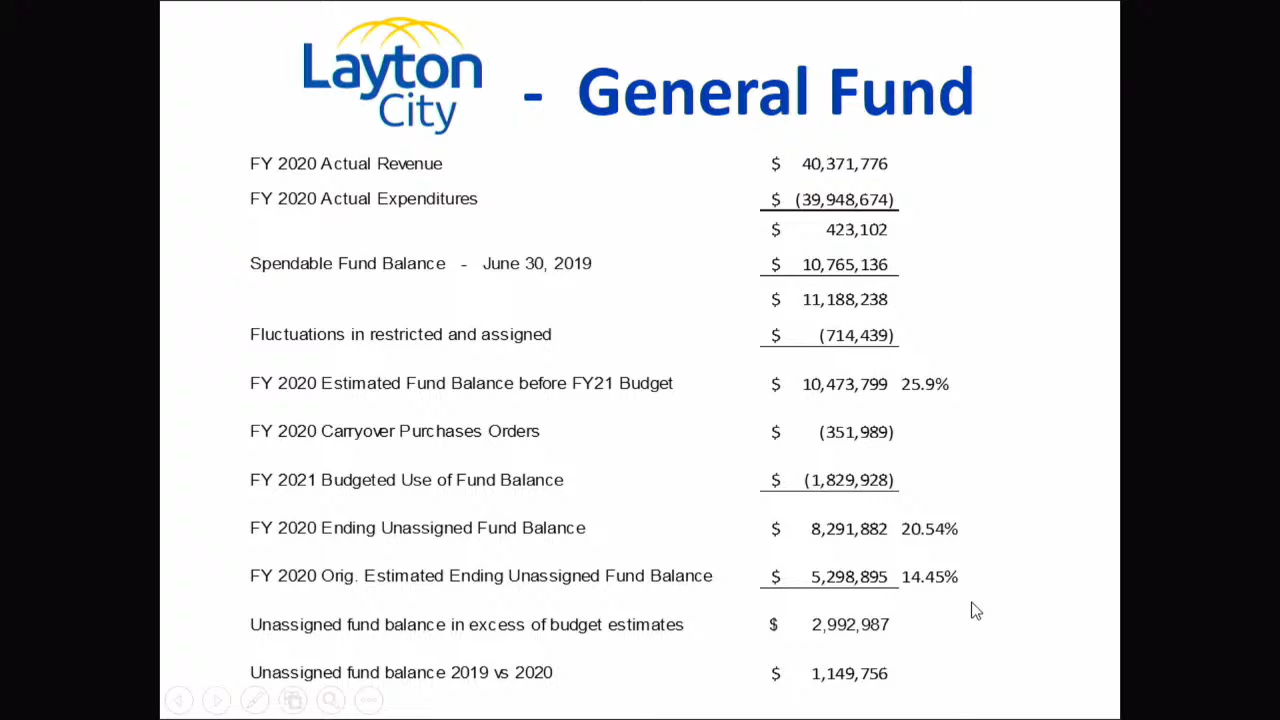 Layton
City
- General Fund
FY 2020 Actual Revenue $ 40,371,776
FY 2020 Actual Expenditures $ (39,948,674)
$ 423,102
Spendable Fund Balance - June 30, 2019 $ 10,765,136
$ 11,188,238
Fluctuations in restricted and assigned $ (714,439)
FY 2020 Estimated Fund Balance before FY21 Budget $ 10,473,799 25.9%
FY 2020 Carryover Purchases Orders $ (351,989)
FY 2021 Budgeted Use of Fund Balance $ (1,829,928)
FY 2020 Ending Unassigned Fund Balance $ 8,291,882 20.54%
FY 2020 Orig. Estimated Ending Unassigned Fund Balance $ 5,298,895 14.45%
Unassigned fund balance in excess of budget estimates $ 2,992,987
Unassigned fund balance 2019 vs 2020 $ 1,149,756